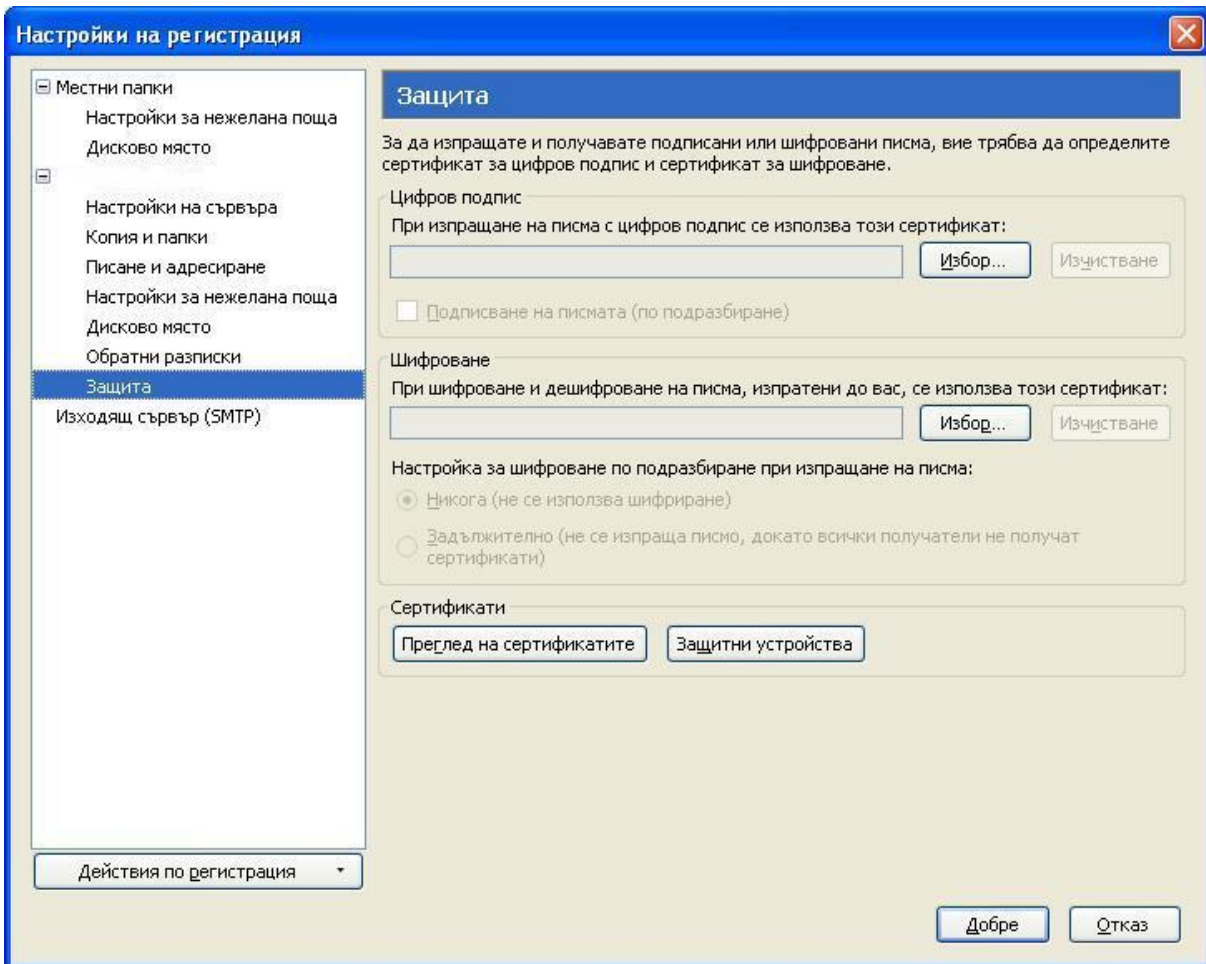 Настройки на регистрация
Местни папки
Настройки за нежелана поща
Дисково място
Настройки на сървъра
Копия и папки
Писане и адресиране
Настройки за нежелана поща
Дисково място
Обратни разписки
Защита
Изходящ сървър (SMTP)
Действия по регистрация
Защита
За да изпращате и получавате подписани или шифровани писма, вие трябва да определите
сертификат за цифров подпис и сертификат за шифроване.
Цифров подпис
При изпращане на писма с цифров подпис се използва този сертификат:
Избор...
Изчистване
Подписване на писмата (по подразбиране)
Шифроване
При шифроване и дешифроване на писма, изпратени до вас, се използва този сертификат:
Избор...
Изчистване
Настройка за шифроване по подразбиране при изпращане на писма:
Никога (не се използва шифриране)
Задължително (не се изпраща писмо, докато всички получатели не получат
сертификати)
Сертификати
Преглед на сертификатите
Защитни устройства
Добре
Отказ